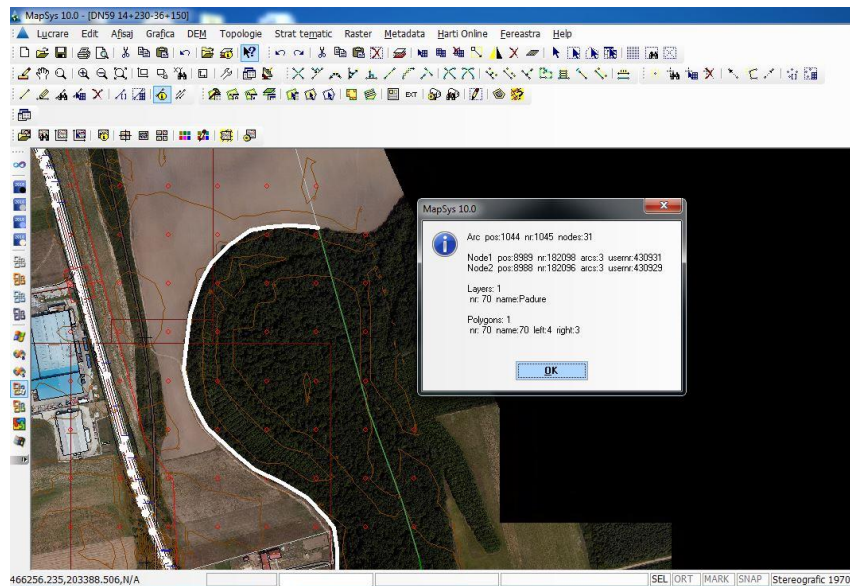 MapSys 10.0 - [DN59 14+230-36+150]
Lucrare Edit Afisaj Grafica DEM Topologie Strat tematic Raster Metadata Harti Online Fereastra Help
EXT
MapSys 10.0
Arc pos:1044 nr:1045 nodes:31
Node1 pos:8989 nr:182098 arcs:3 usernr:430931
Node2 pos:8988 nr:182096 arcs:3 usernr:430929
Layers: 1
nr: 70 name:Padure
Polygons: 1
nr: 70 name:70 left:4 right:3
OK
466256.235,203388.506,N/A
SEL ORT MARK SNAP Stereografic 1970